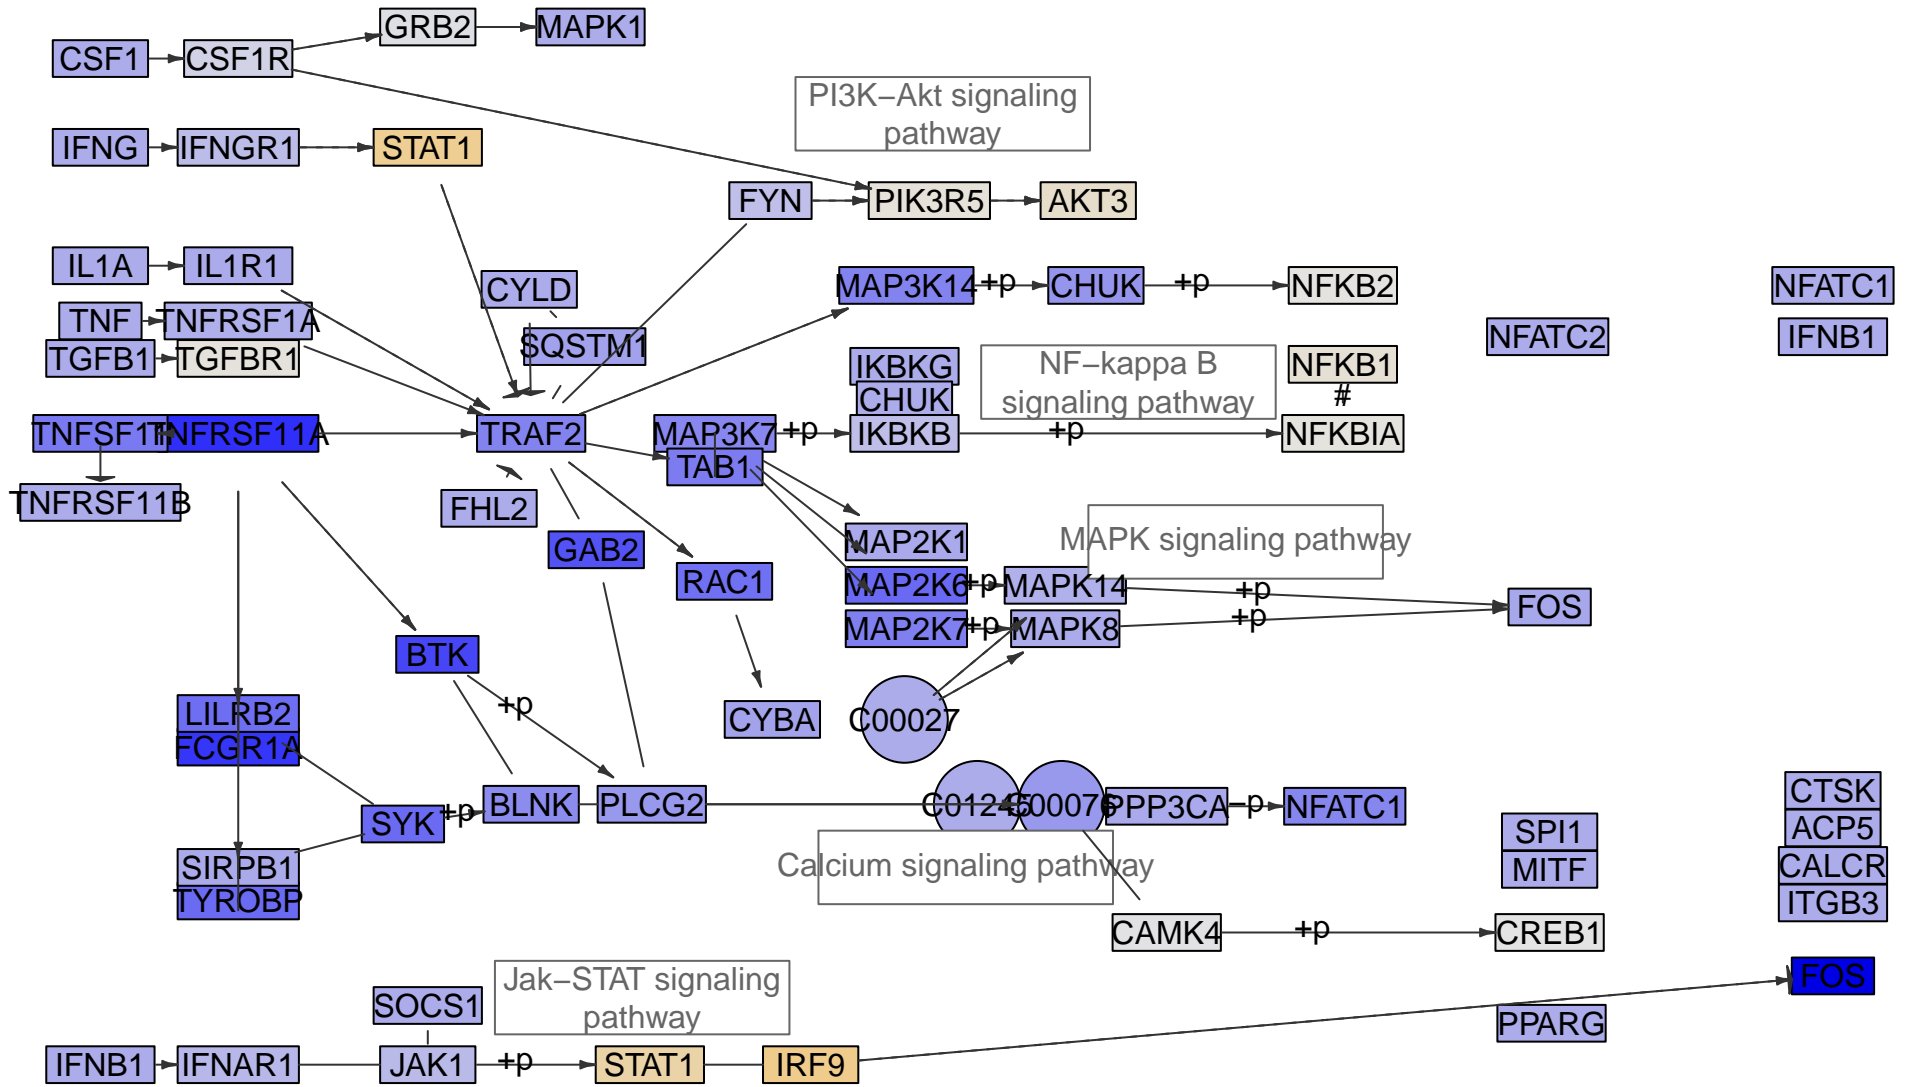 GRB2
MAPK1
CSF1
CSF1R
PI3K−Akt signaling
pathway
IFNG
IFNGR1
STAT1
FYN
PIK3R5
AKT3
IL1A
IL1R1
CYLD
MAP3K14
+p
CHUK
+p
NFKB2
NFATC1
TNF
TNFRSF1A
SQSTM1
NFATC2
IFNB1
TGFB1
TGFBR1
IKBKG
NF−kappa B
signaling pathway
NFKB1
#
CHUK
TNFRSF11A
TRAF2
MAP3K7
+p
IKBKB
+p
NFKBIA
TAB1
TNFRSF11B
FHL2
GAB2
MAP2K1
MAPK signaling pathway
RAC1
MAP2K6
+p
MAPK14
+p
FOS
MAP2K7
+p
MAPK8
+p
BTK
LILRB2
+p
CYBA
C00027
FCGR1A
SYK
+p
BLNK
PLCG2
C01245
C00076
PPP3CA
−p
NFATC1
CTSK
SPI1
ACP5
SIRPB1
Calcium signaling pathway
MITF
CALCR
TYROBP
ITGB3
CAMK4
+p
CREB1
Jak−STAT signaling
pathway
FOS
SOCS1
PPARG
IFNB1
IFNAR1
JAK1
+p
STAT1
IRF9